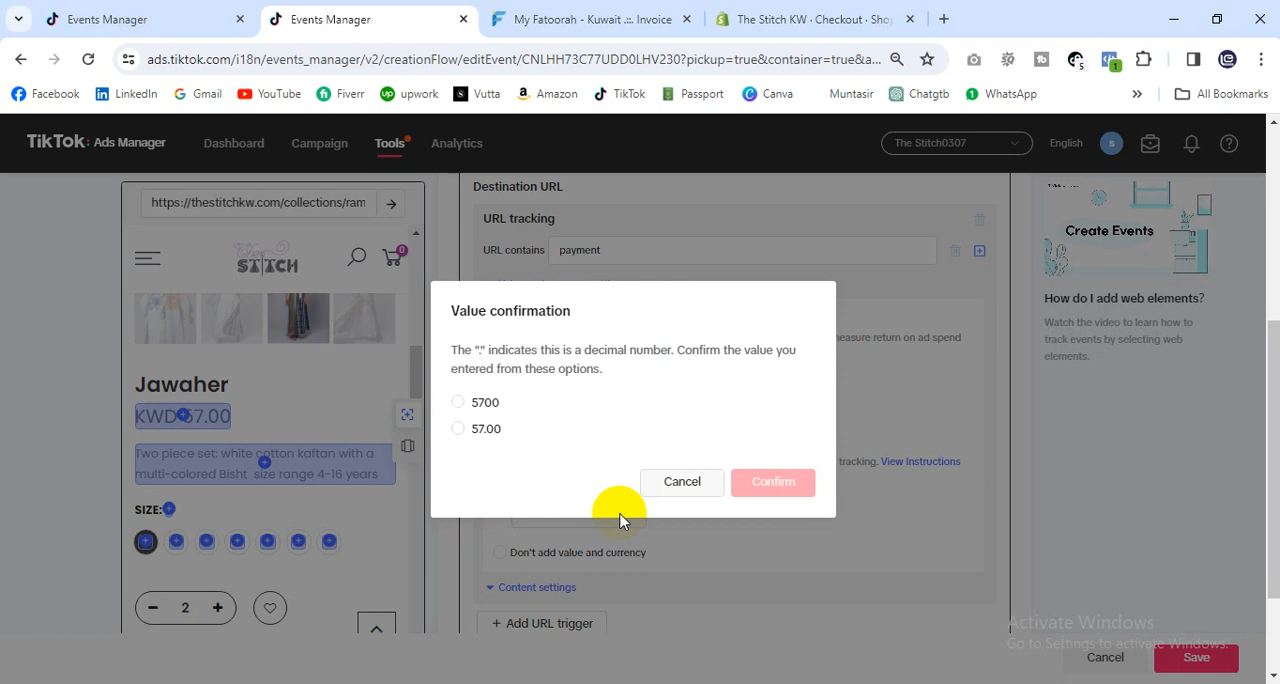 Events Manager
Events Manager
My Fatoorah - Kuwait .::. Invoice
The Stitch KW - Checkout - Sho
ads.tiktok.com/i18n/events_manager/v2/creationFlow/editEvent/CNLHH73C77UDD0LHV230?pickup=true&container=true&a...
5
1
Facebook
LinkedIn
Gmail
YouTube
Fiverr
upwork
Vutta
Amazon
TikTok
Passport
Canva
Muntasir
Chatgtb
WhatsApp
All Bookmarks
TikTok: Ads Manager
Dashboard
Campaign
Tools
Analytics
The Stitch0307
English
S
https://thestitchkw.com/collections/ram
STITCH
0
Jawaher
KWD 57.00
Two piece set: white cotton kaftan with a
multi-colored Bisht size range 4-16 years
SIZE:
2
Destination URL
URL tracking
URL contains
payment
easure return on ad spend
tracking. View Instructions
Don't add value and currency
Content settings
+ Add URL trigger
Value confirmation
The "." indicates this is a decimal number. Confirm the value you
entered from these options.
5700
57.00
Cancel
Confirm
Create Events
How do I add web elements?
Watch the video to learn how to
track events by selecting web
elements.
Activate Windows
Go to Settings to activate Windows.
Cancel
Save